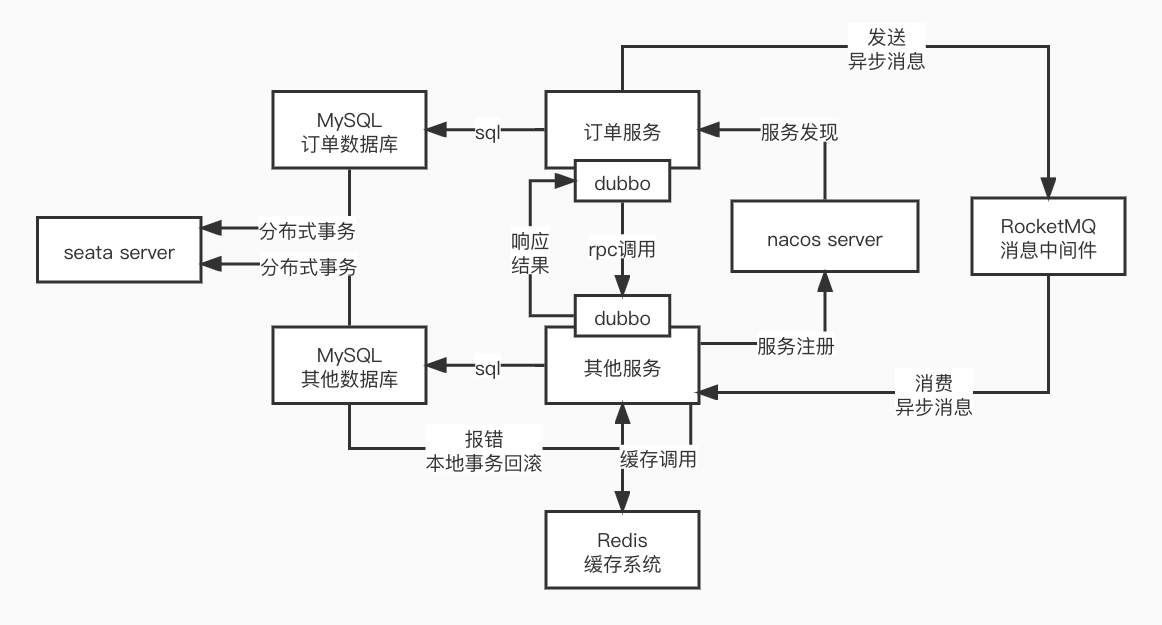 发送
异步消息
MySQL
订单数据库
sql
订单服务
服务发现
dubbo
seata server
分布式事务
分布式事务
响应
结果
rpc调用
nacos server
RocketMQ
消息中间件
dubbo
MySQL
其他数据库
sql
其他服务
服务注册
消费
异步消息
报错
本地事务回滚
缓存调用
Redis
缓存系统